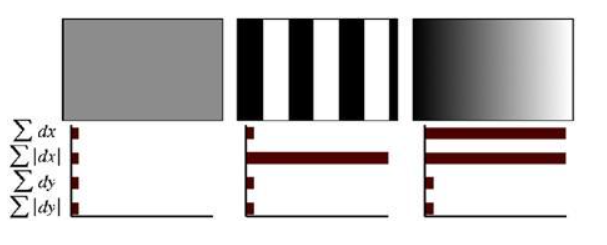 ∑ dx
∑ |dx|
∑ dy
∑ |dy|